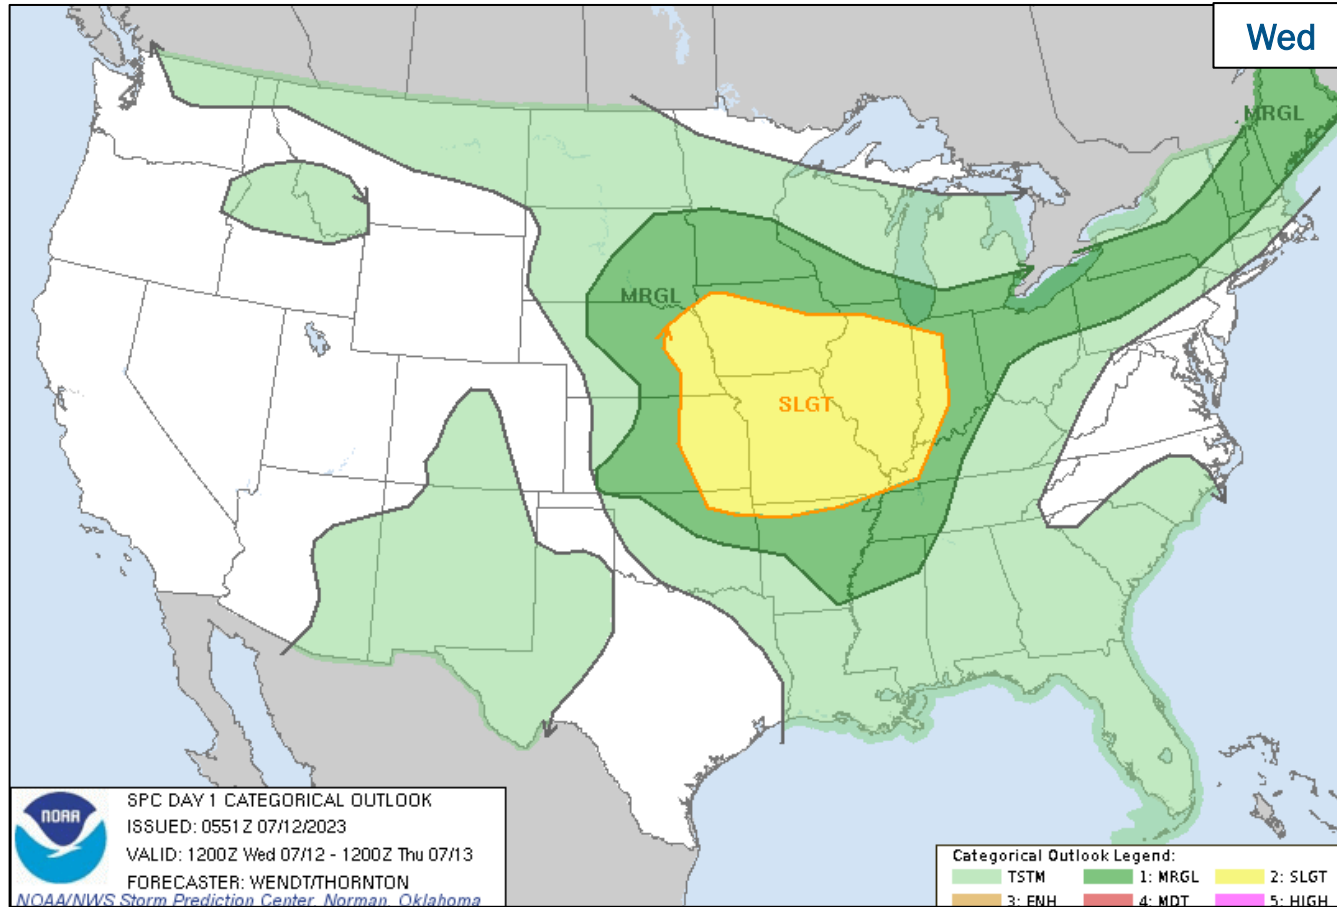 Wed
MRGL
MRGL
SLGT
NOAA
SPC DAY 1 CATEGORICAL OUTLOOK
ISSUED: 0551Z 07/12/2023
VALID: 1200Z Wed 07/12 - 1200Z Thu 07/13
FORECASTER: WENDT/THORNTON
NOAA/NWS Storm Prediction Center, Norman, Oklahoma
Categorical Outlook Legend:
TSTM 1: MRGL 2: SLGT
3: ENH 4: MDT 5: HIGH